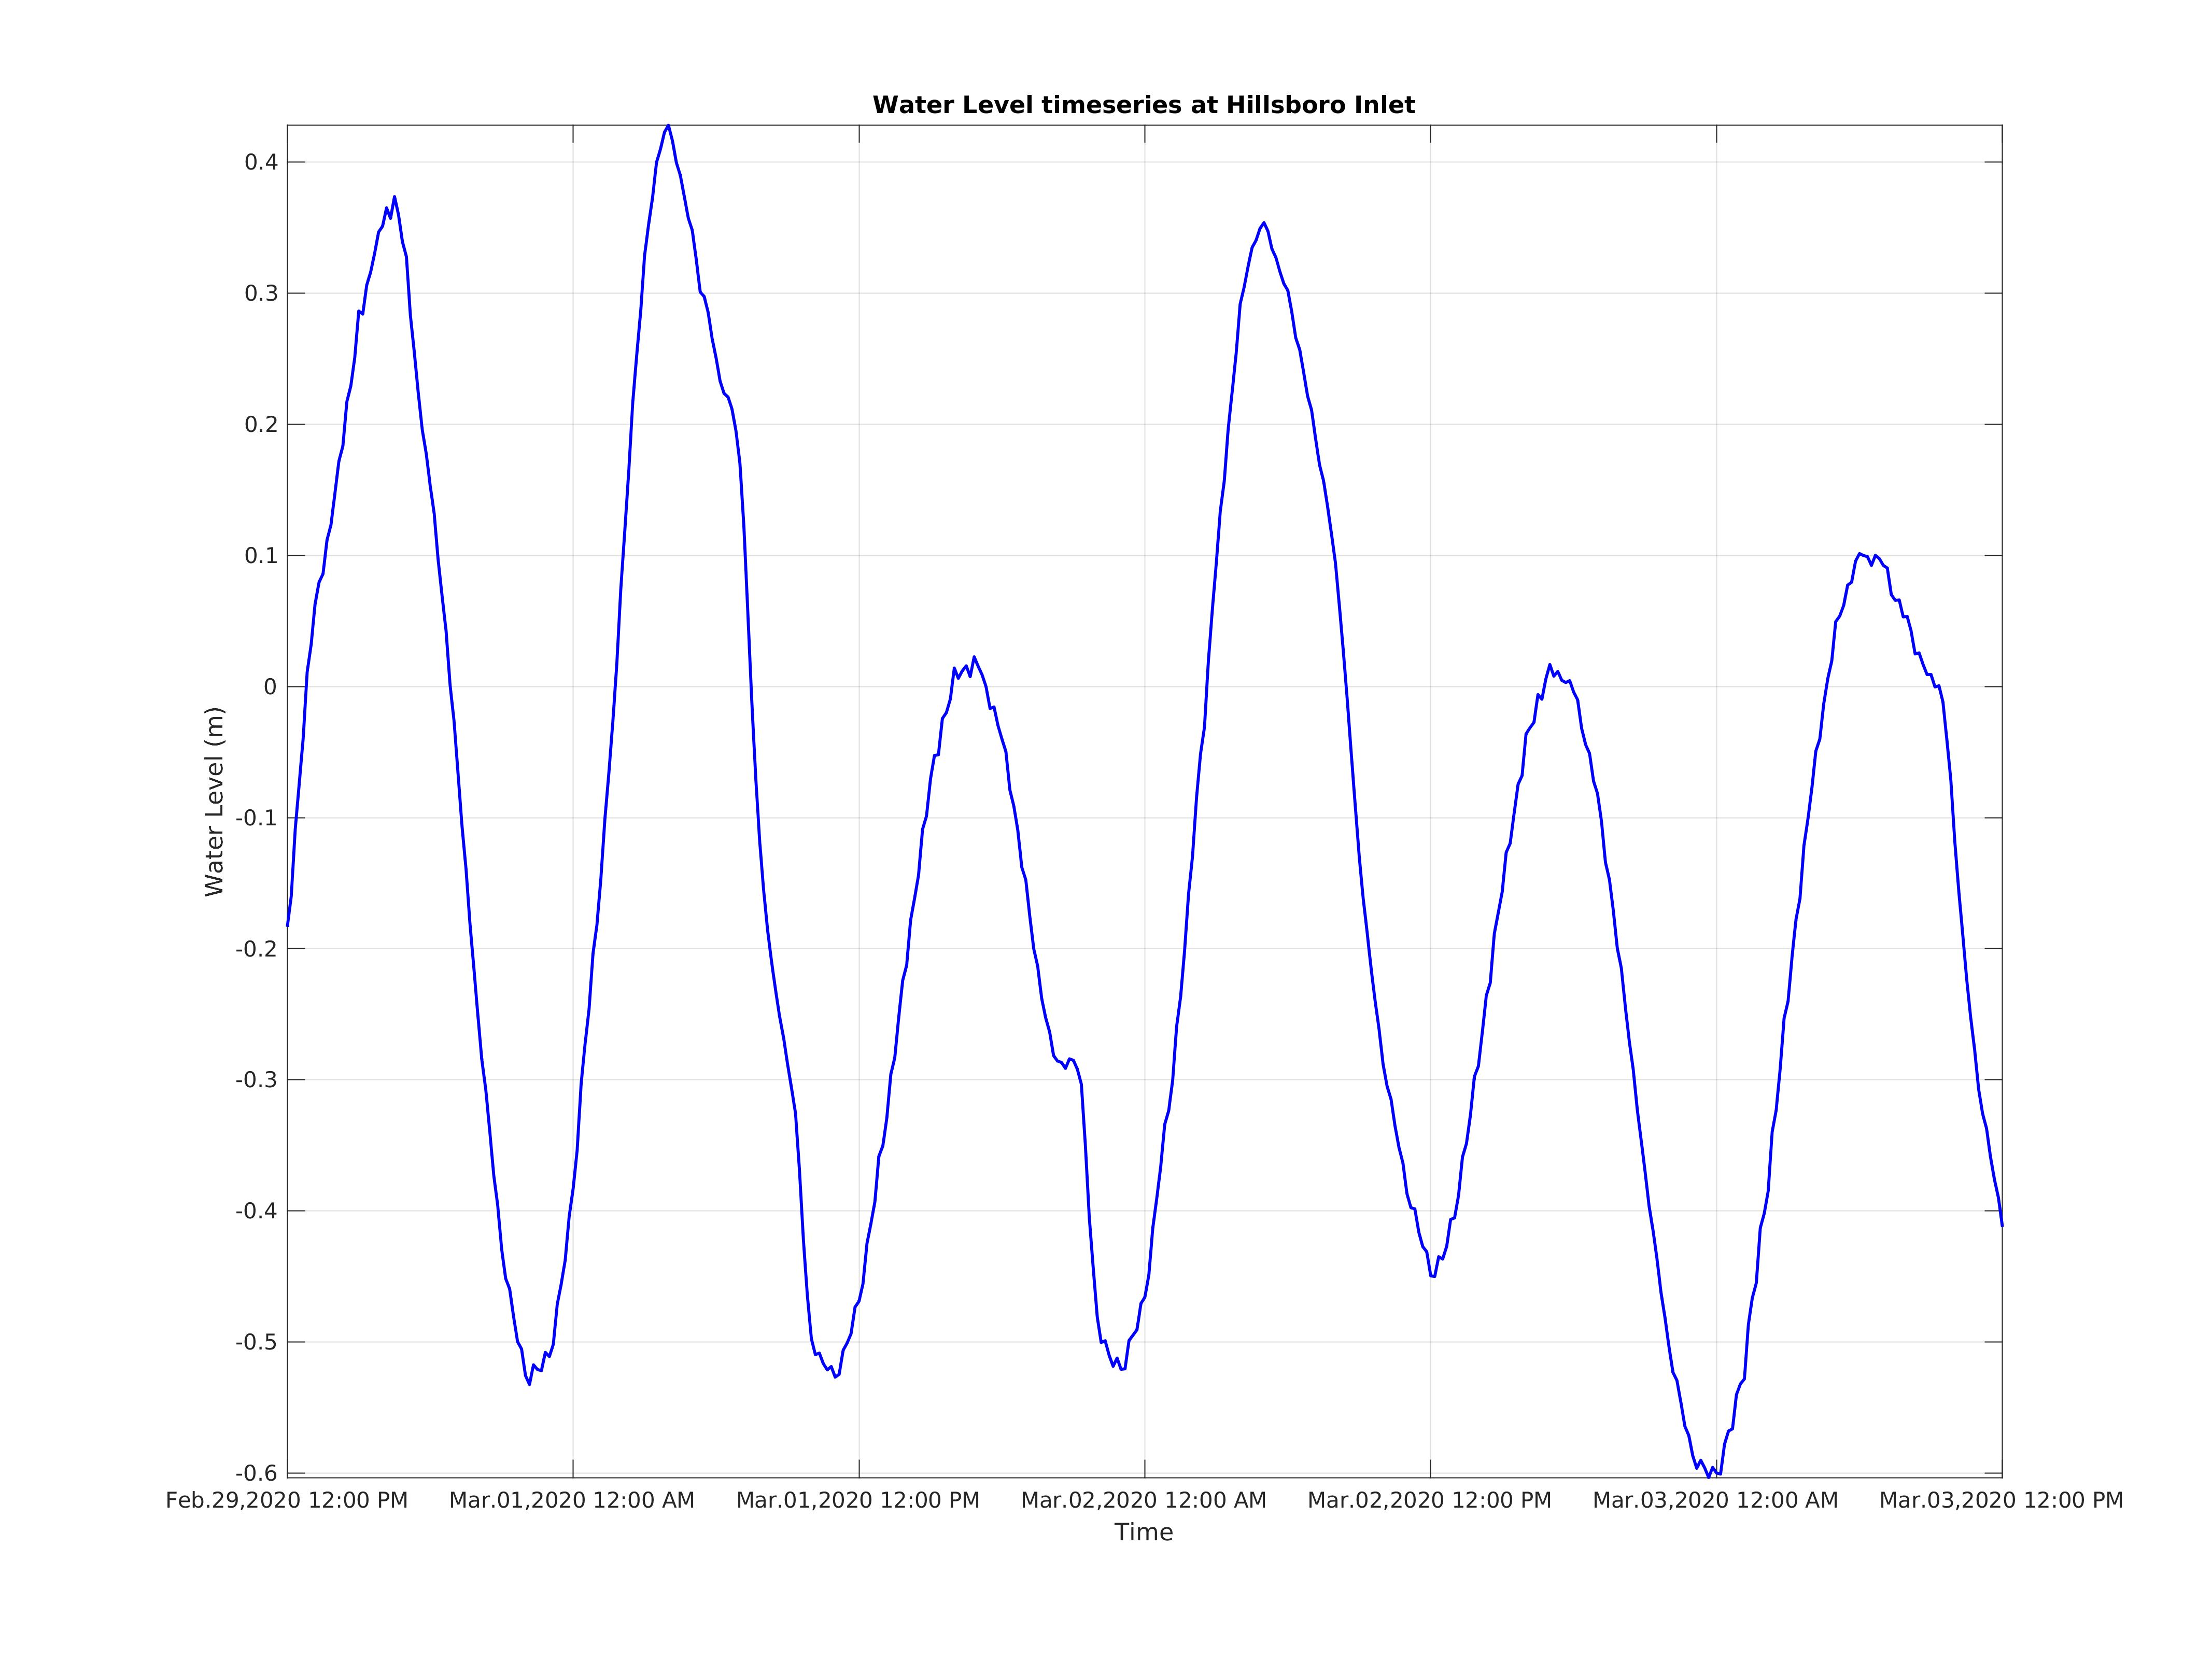 Water Level timeseries at Hillsboro Inlet
0.4
0.3
0.2
0.1
0
-0.1
-0.2
-0.3
-0.4
-0.5
-0.6
Water Level (m)
Feb.29,2020 12:00 PM
Mar.01,2020 12:00 AM
Mar.01,2020 12:00 PM
Mar.02,2020 12:00 AM
Mar.02,2020 12:00 PM
Mar.03,2020 12:00 AM
Mar.03,2020 12:00 PM
Time